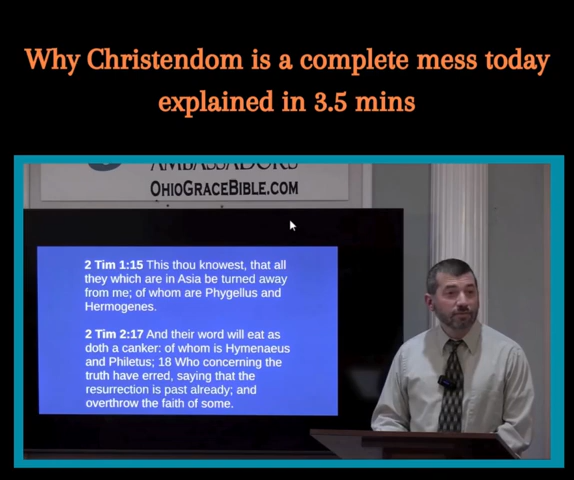 Why Christendom is a complete mess today
explained in 3.5 mins
AMBASSADORS
OHIOGRACEBIBLE.COM
2 Tim 1:15 This thou knowest, that all
they which are in Asia be turned away
from me; of whom are Phygellus and
Hermogenes.
2 Tim 2:17 And their word will eat as
doth a canker: of whom is Hymenaeus
and Philetus; 18 Who concerning the
truth have erred, saying that the
resurrection is past already; and
overthrow the faith of some.